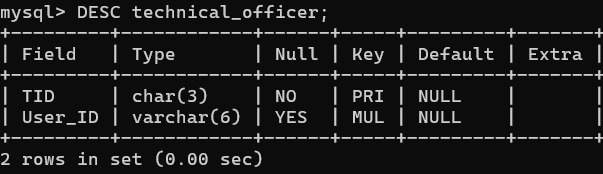 mysql> DESC technical_officer;
+---------+------------+------+-----+---------+-------+
| Field   | Type       | Null | Key | Default | Extra |
+---------+------------+------+-----+---------+-------+
| TID     | char(3)    | NO   | PRI | NULL    |       |
| User_ID | varchar(6) | YES  | MUL | NULL    |       |
+---------+------------+------+-----+---------+-------+
2 rows in set (0.00 sec)